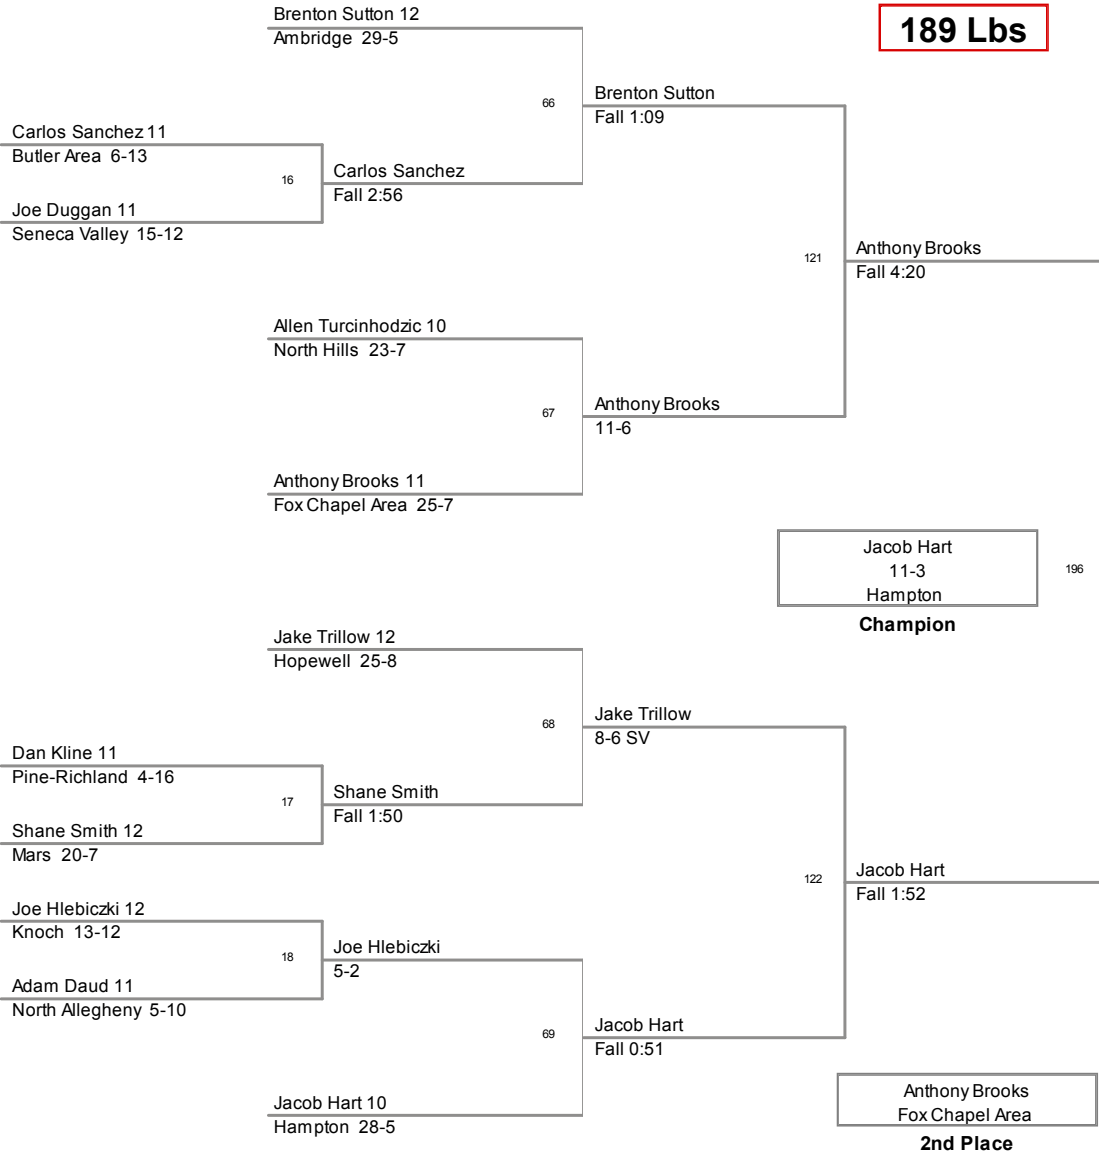 Brenton Sutton 12
Ambridge 29-5
189 Lbs
66
Brenton Sutton
Fall 1:09
Carlos Sanchez 11
Butler Area 6-13
16
Carlos Sanchez
Fall 2:56
Joe Duggan 11
Seneca Valley 15-12
121
Anthony Brooks
Fall 4:20
Allen Turcinhodzic 10
North Hills 23-7
67
Anthony Brooks
11-6
Anthony Brooks 11
Fox Chapel Area 25-7
Jacob Hart
11-3
Hampton
196
Champion
Jake Trillow 12
Hopewell 25-8
68
Jake Trillow
8-6 SV
Dan Kline 11
Pine-Richland 4-16
17
Shane Smith
Fall 1:50
Shane Smith 12
Mars 20-7
122
Jacob Hart
Fall 1:52
Joe Hlebiczki 12
Knoch 13-12
18
Joe Hlebiczki
5-2
Adam Daud 11
North Allegheny 5-10
69
Jacob Hart
Fall 0:51
Jacob Hart 10
Hampton 28-5
Anthony Brooks
Fox Chapel Area
2nd Place